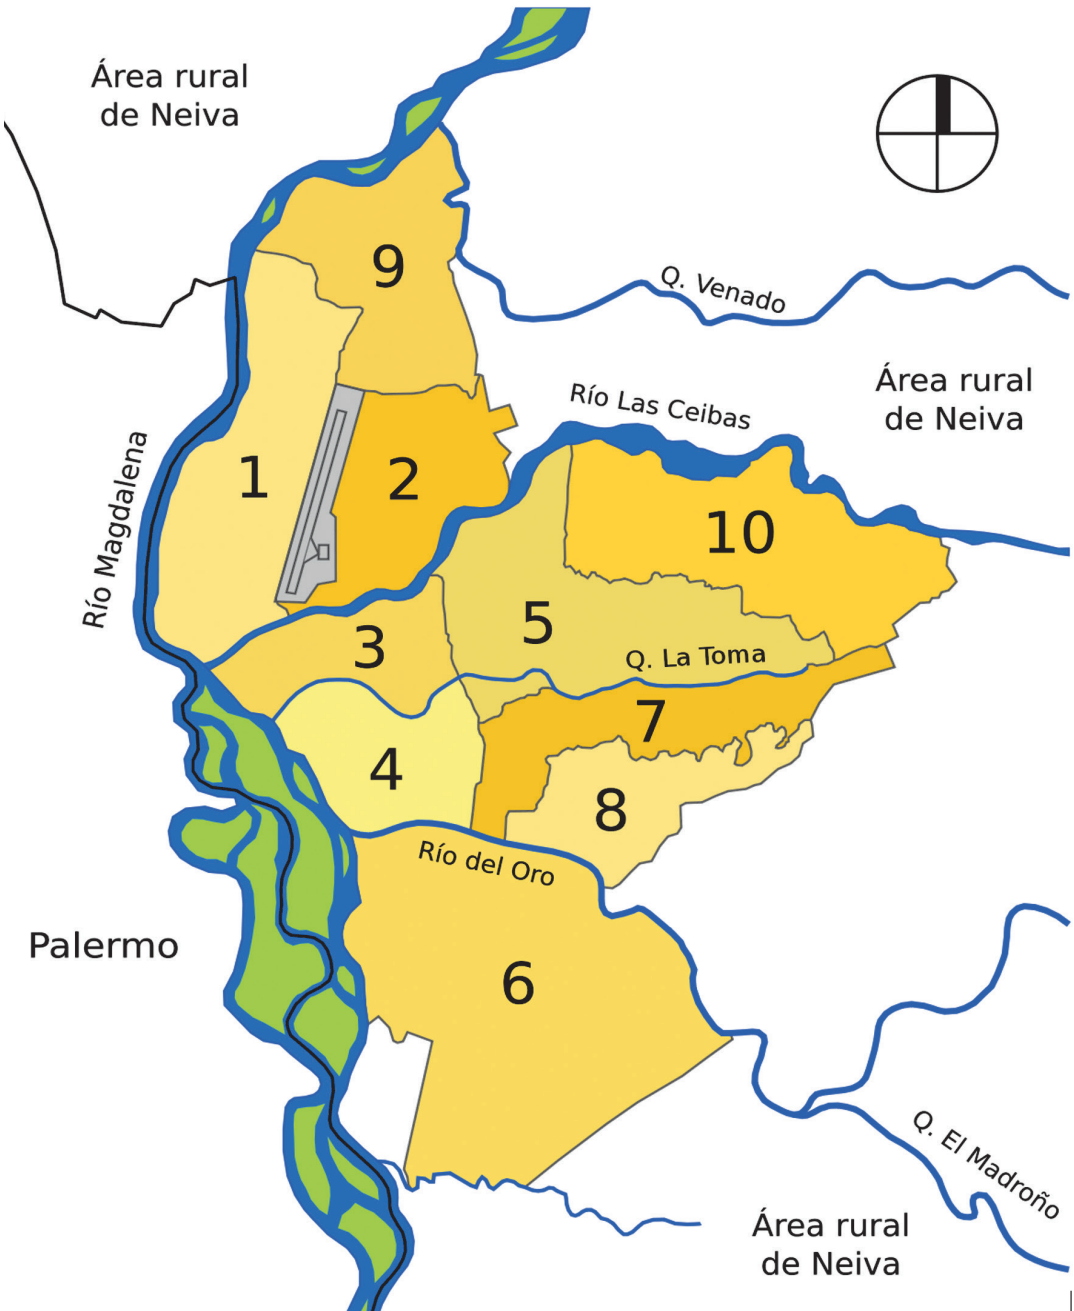 Área rural
de Neiva
9
Q. Venado
Área rural
de Neiva
Río Las Ceibas
Río Magdalena
1
2
10
5
3
Q. La Toma
7
4
8
Río del Oro
Palermo
6
Q. El Madroño
Área rural
de Neiva